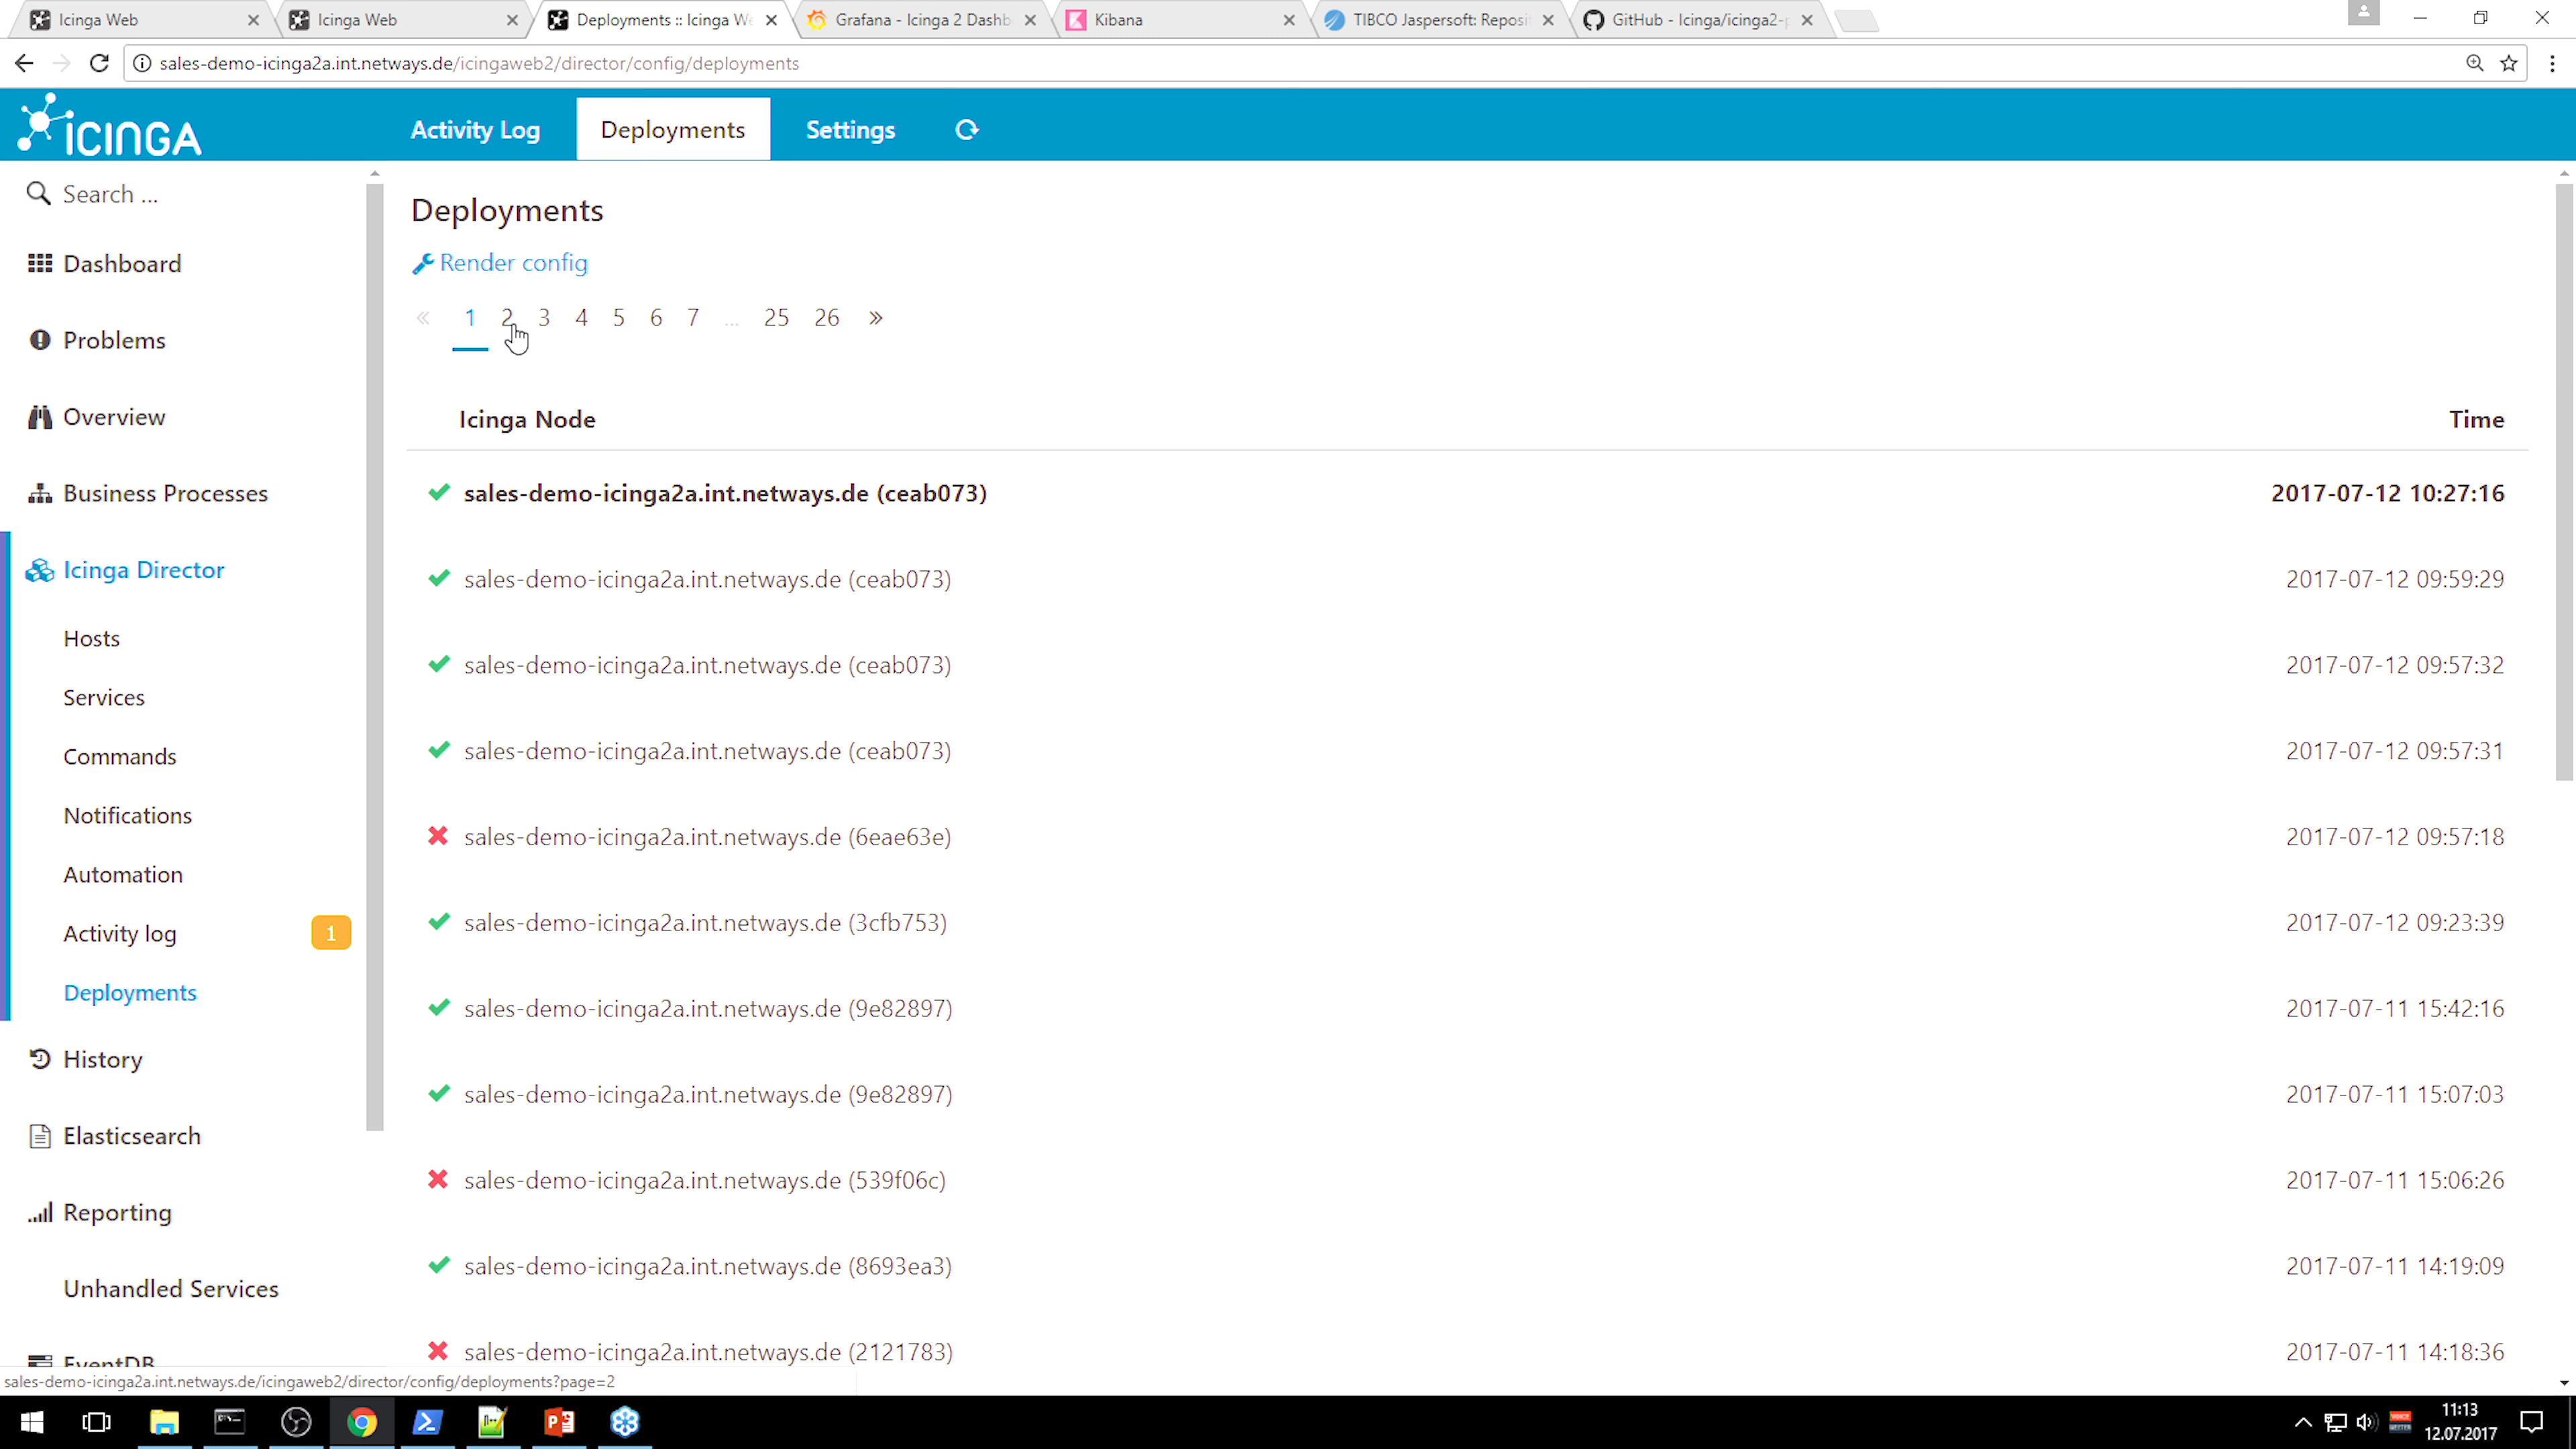 Icinga Web
Icinga Web
Deployments :: Icinga We
Grafana - Icinga 2 Dashb
Kibana
TIBCO Jaspersoft: Reposi
GitHub - Icinga/icinga2-p
sales-demo-icinga2a.int.netways.de/icingaweb2/director/config/deployments
ICINGA
Activity Log
Deployments
Settings
Search ...
Dashboard
Problems
Overview
Business Processes
Icinga Director
Hosts
Services
Commands
Notifications
Automation
Activity log 1
Deployments
History
Elasticsearch
Reporting
Unhandled Services
EventDB
Deployments
Render config
« 1 2 3 4 5 6 7 ... 25 26 »
Icinga Node Time
sales-demo-icinga2a.int.netways.de (ceab073) 2017-07-12 10:27:16
sales-demo-icinga2a.int.netways.de (ceab073) 2017-07-12 09:59:29
sales-demo-icinga2a.int.netways.de (ceab073) 2017-07-12 09:57:32
sales-demo-icinga2a.int.netways.de (ceab073) 2017-07-12 09:57:31
sales-demo-icinga2a.int.netways.de (6eae63e) 2017-07-12 09:57:18
sales-demo-icinga2a.int.netways.de (3cfb753) 2017-07-12 09:23:39
sales-demo-icinga2a.int.netways.de (9e82897) 2017-07-11 15:42:16
sales-demo-icinga2a.int.netways.de (9e82897) 2017-07-11 15:07:03
sales-demo-icinga2a.int.netways.de (539f06c) 2017-07-11 15:06:26
sales-demo-icinga2a.int.netways.de (8693ea3) 2017-07-11 14:19:09
sales-demo-icinga2a.int.netways.de (2121783) 2017-07-11 14:18:36
sales-demo-icinga2a.int.netways.de/icingaweb2/director/config/deployments?page=2
11:13
12.07.2017